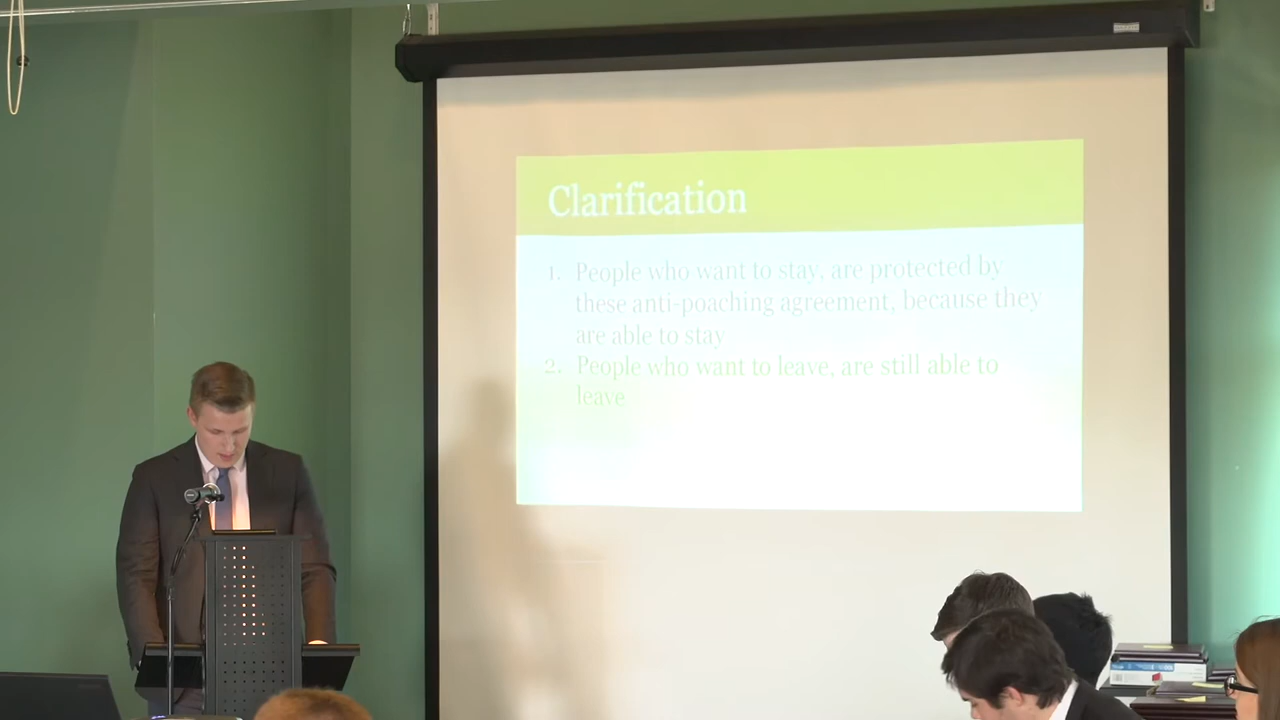 Clarification
1. People who want to stay, are protected by
these anti-poaching agreement, because they
are able to stay
2. People who want to leave, are still able to
leave